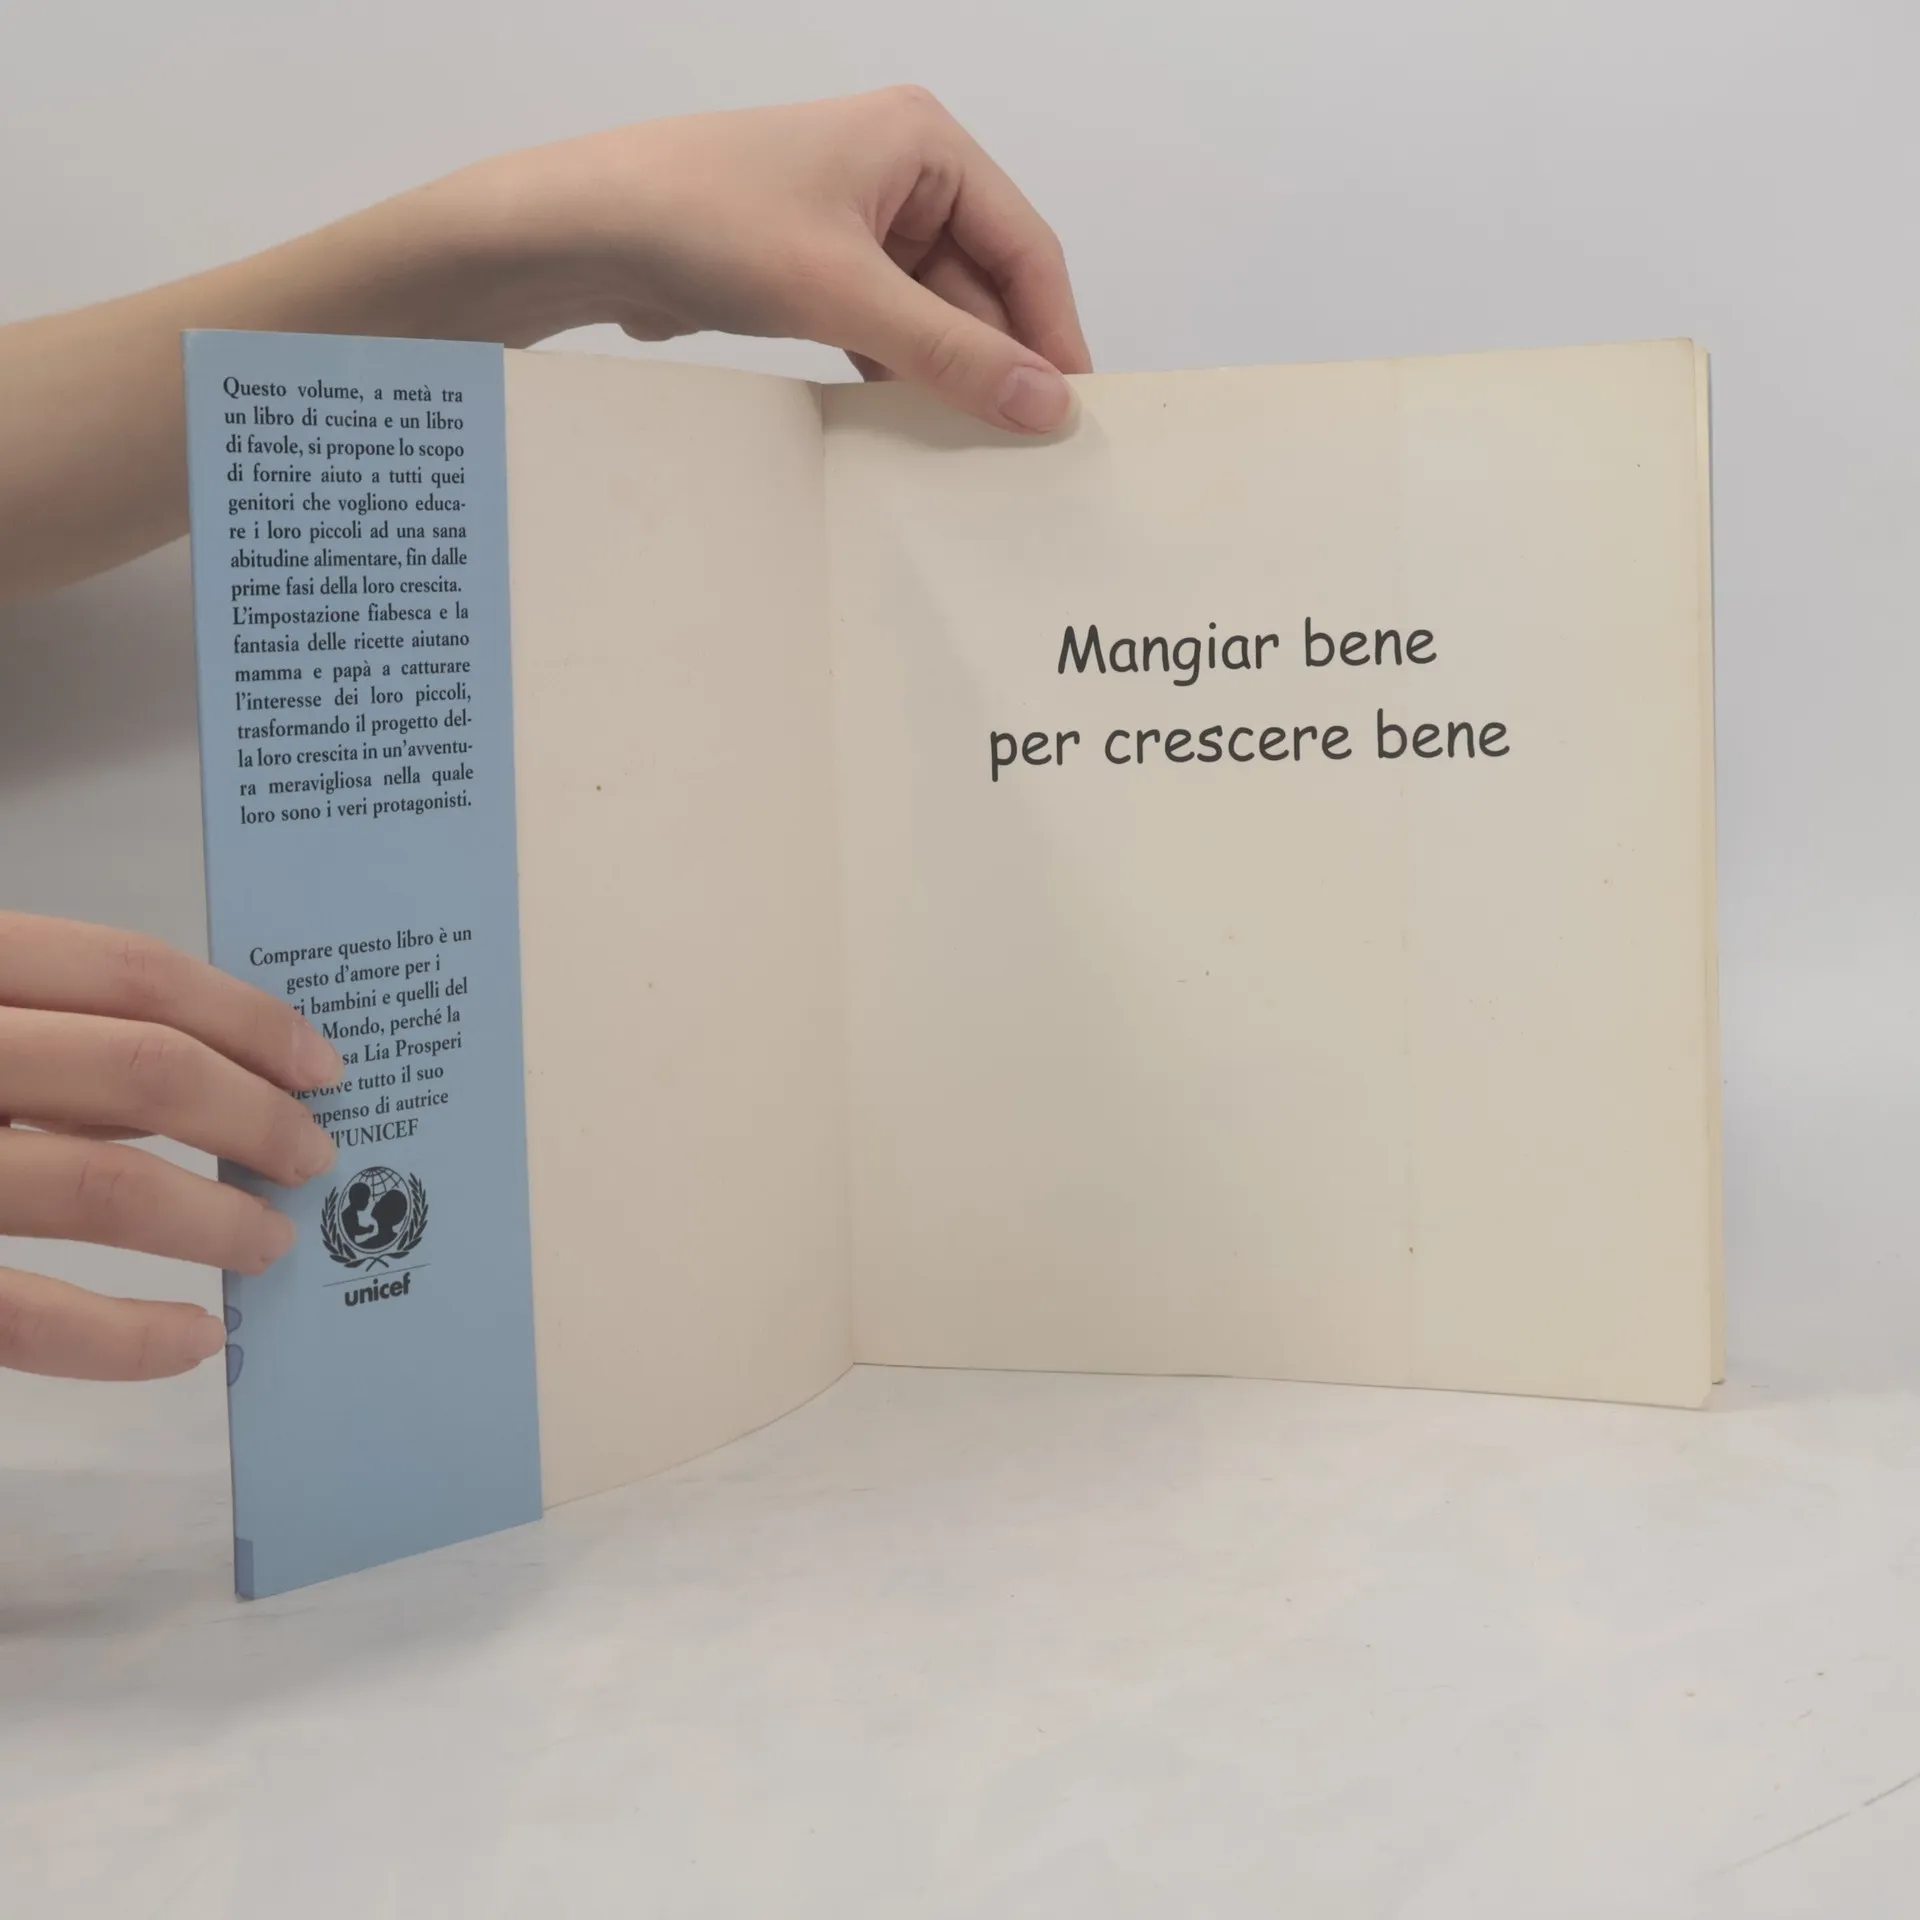 Questo volume, a metà tra
un libro di cucina e un libro
di favole, si propone lo scopo
di fornire aiuto a tutti quei
genitori che vogliono educa-
re i loro piccoli ad una sana
abitudine alimentare, fin dalle
prime fasi della loro crescita.
L'impostazione fiabesca e la
fantasia delle ricette aiutano
mamma e papà a catturare
l'interesse dei loro piccoli,
trasformando il progetto del-
la loro crescita in un'avventu-
ra meravigliosa nella quale
loro sono i veri protagonisti.
Comprare questo libro è un
gesto d'amore per i
bambini e quelli del
Mondo, perché la
Lia Prosperi
tutto il suo
di autrice
UNICEF
unicef
Mangiar bene
per crescere bene